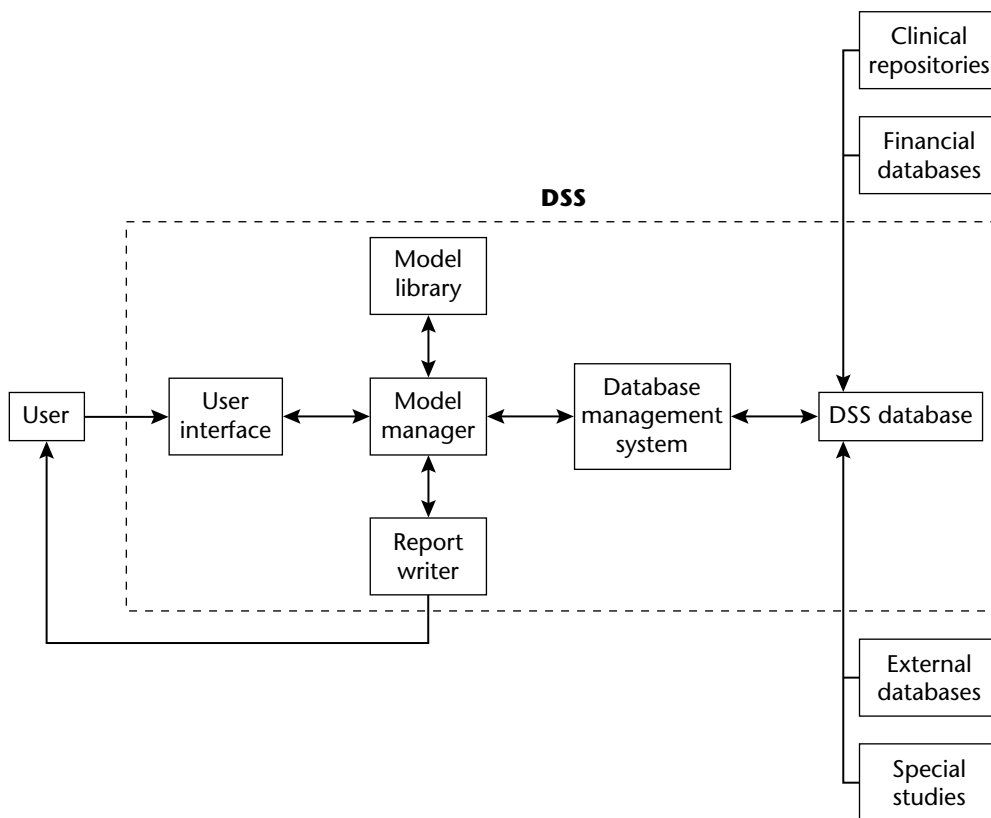 Clinical
repositories
Financial
databases
DSS
Model
library
User
User
interface
Model
manager
Database
management
system
DSS database
Report
writer
External
databases
Special
studies